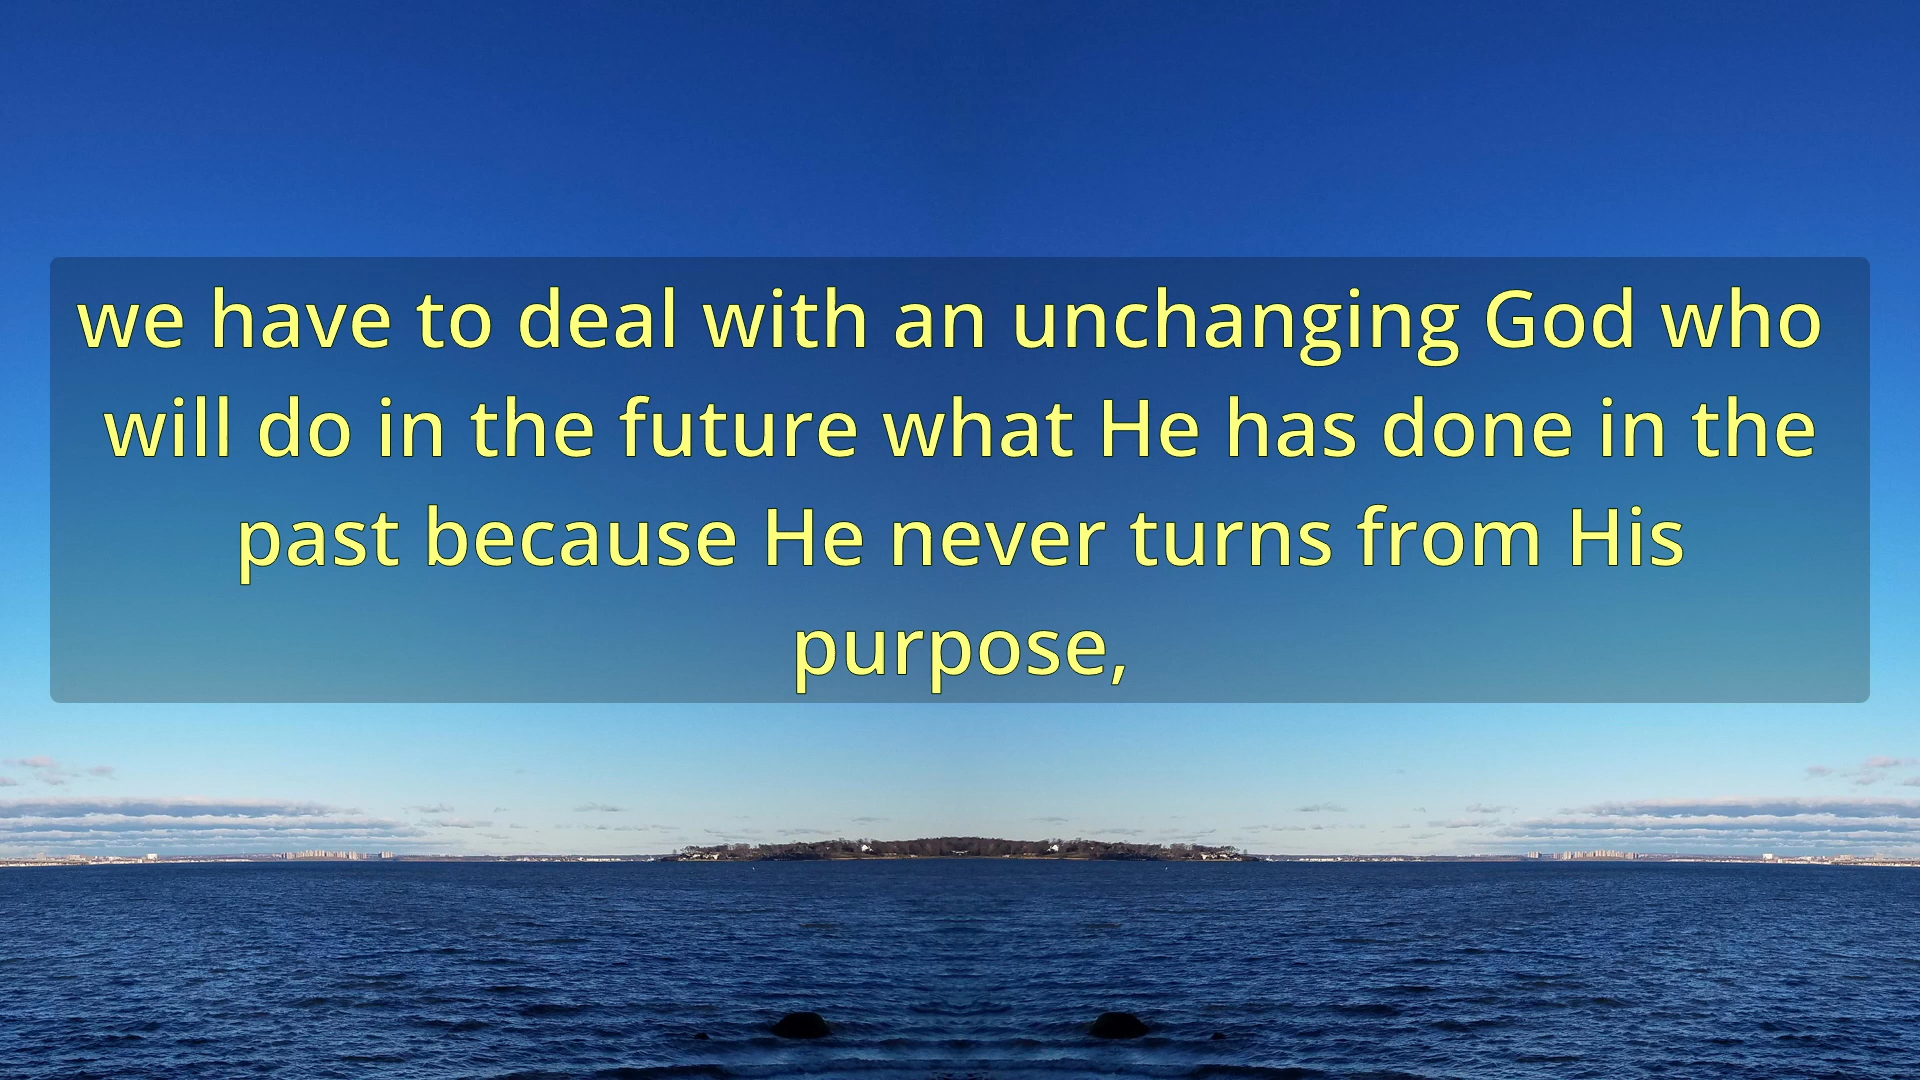 we have to deal with an unchanging God who
will do in the future what He has done in the
past because He never turns from His
purpose,